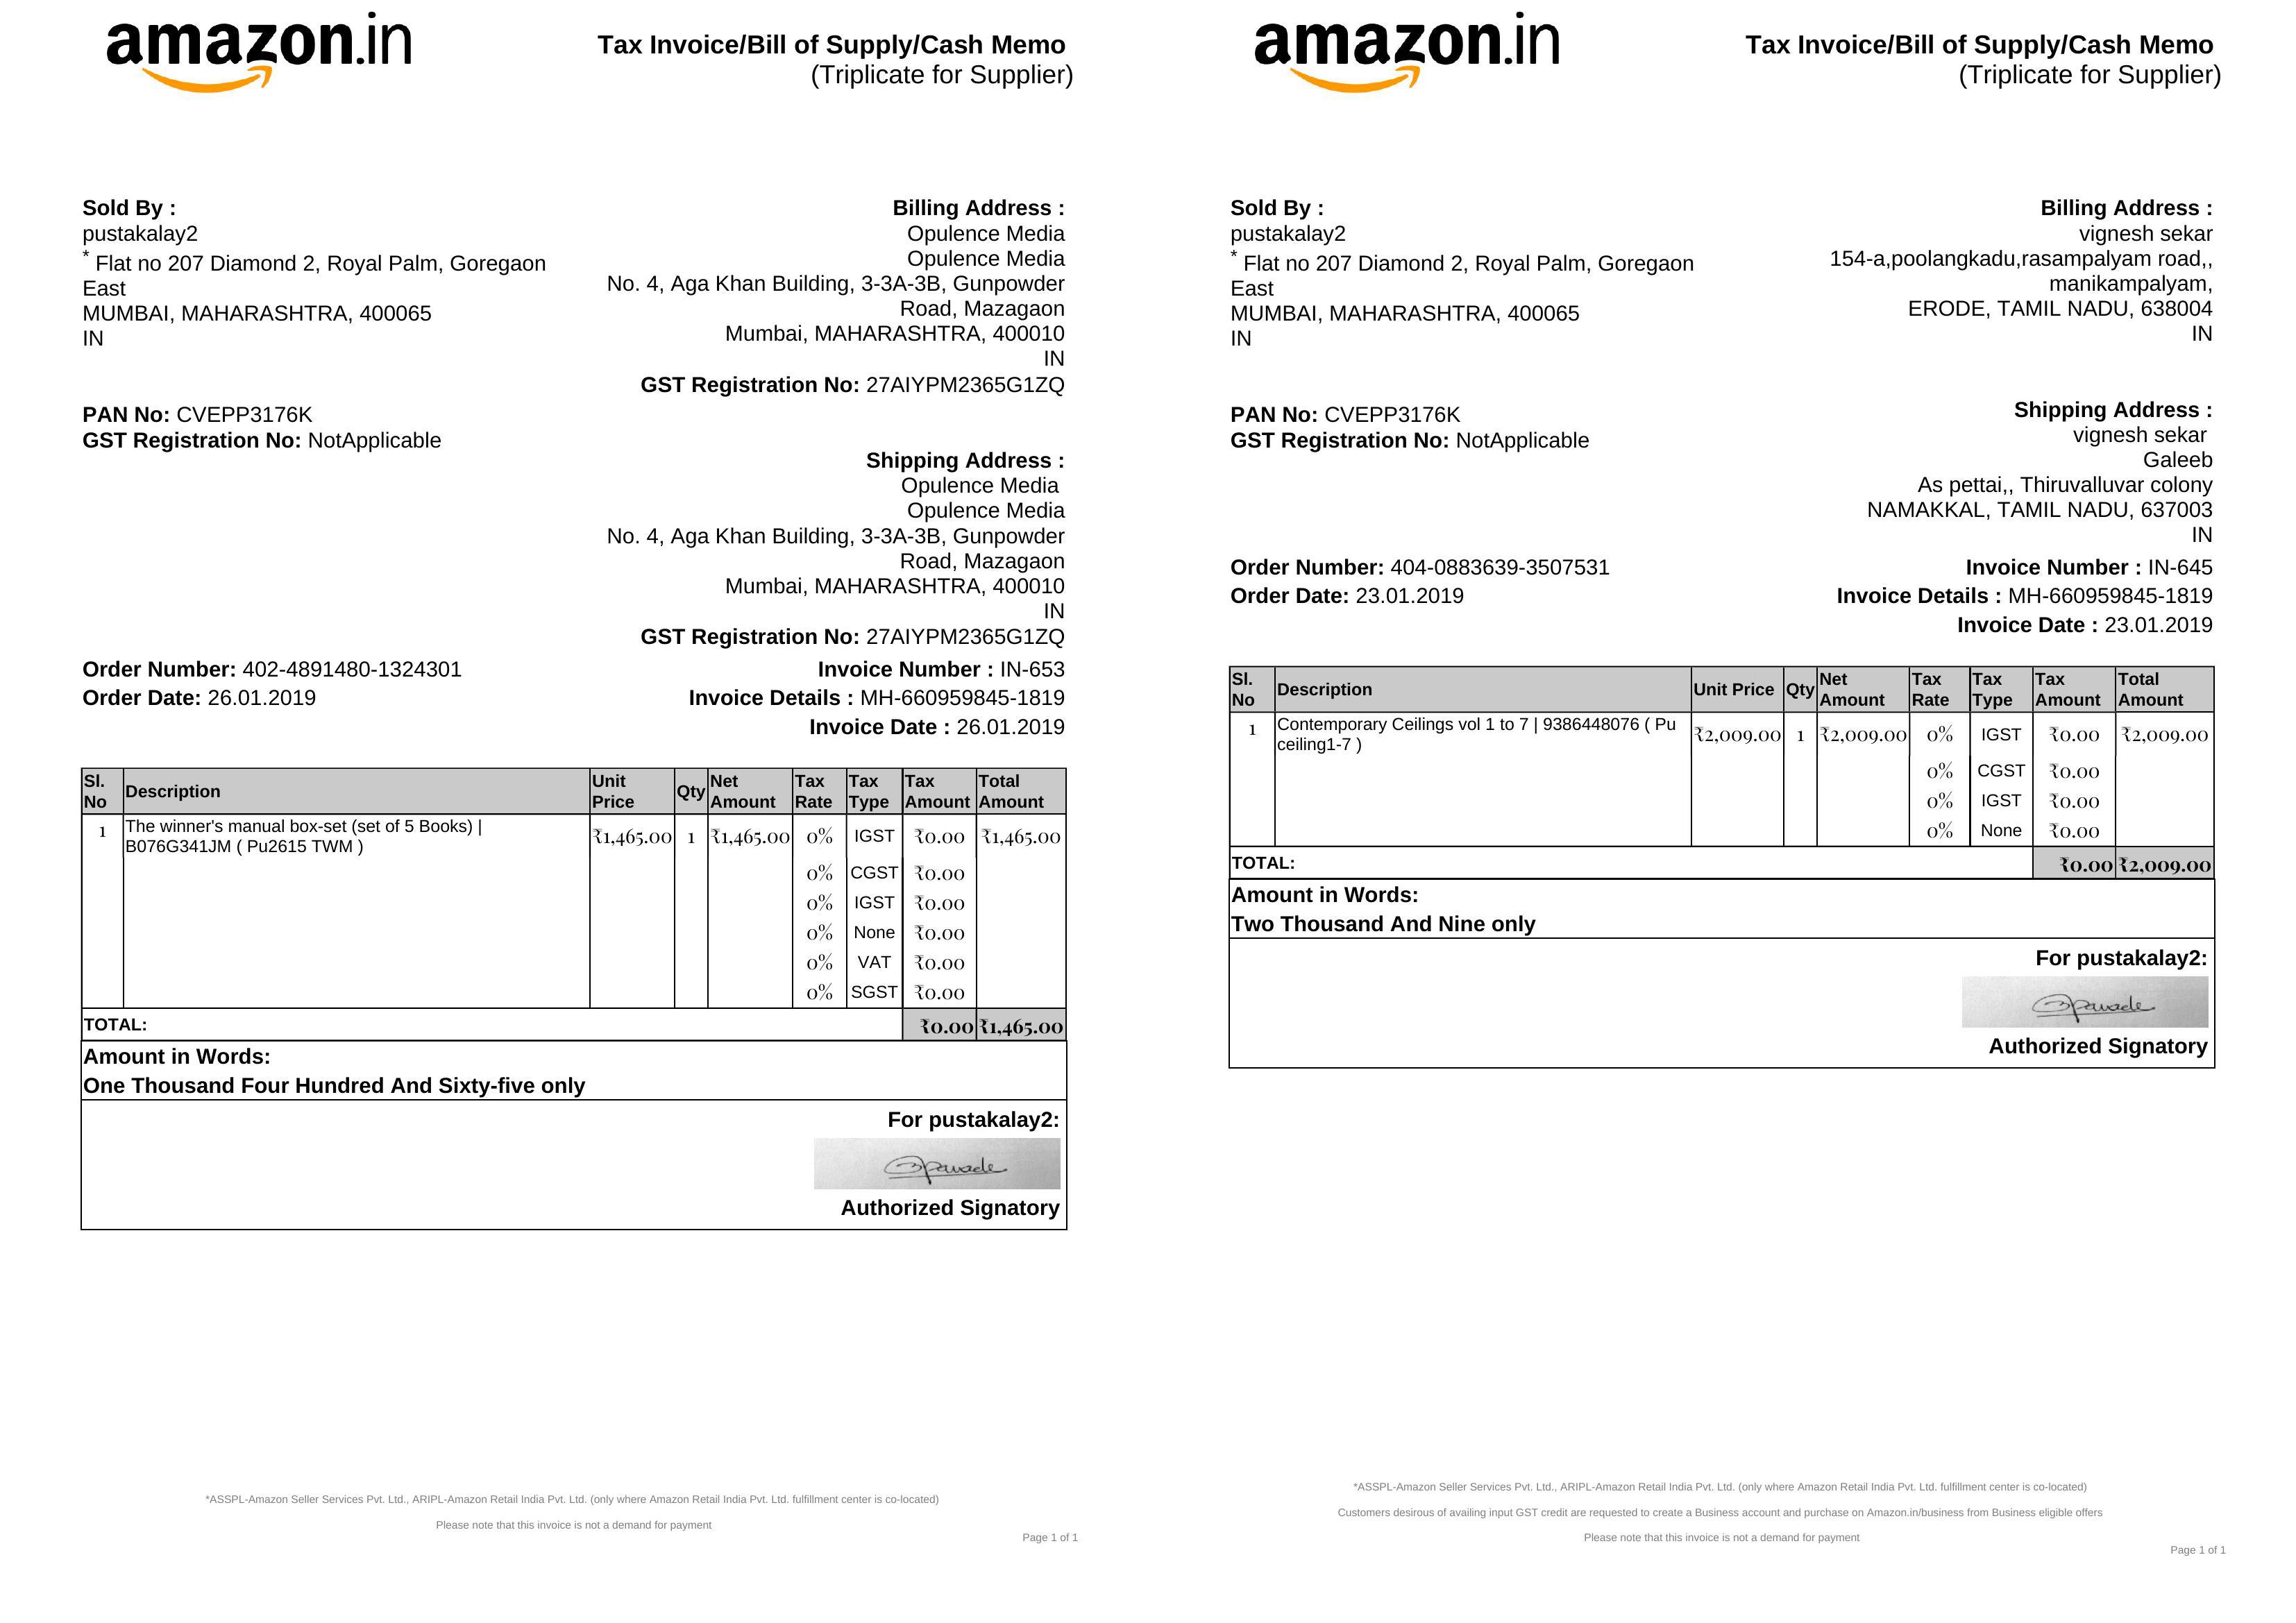 amazon.in
Tax Invoice/Bill of Supply/Cash Memo
(Triplicate for Supplier)
Sold By :
pustakalay2
* Flat no 207 Diamond 2, Royal Palm, Goregaon
East
MUMBAI, MAHARASHTRA, 400065
IN
PAN No: CVEPP3176K
GST Registration No: NotApplicable
Billing Address :
Opulence Media
Opulence Media
No. 4, Aga Khan Building, 3-3A-3B, Gunpowder
Road, Mazagaon
Mumbai, MAHARASHTRA, 400010
IN
GST Registration No: 27AIYPM2365G1ZQ
Shipping Address :
Opulence Media
Opulence Media
No. 4, Aga Khan Building, 3-3A-3B, Gunpowder
Road, Mazagaon
Mumbai, MAHARASHTRA, 400010
IN
GST Registration No: 27AIYPM2365G1ZQ
Order Number: 402-4891480-1324301
Order Date: 26.01.2019
Invoice Number : IN-653
Invoice Details : MH-660959845-1819
Invoice Date : 26.01.2019
Sl. No Description Unit Price Qty Net Amount Tax Rate Tax Type Tax Amount Total Amount
1 The winner's manual box-set (set of 5 Books) | B076G341JM ( Pu2615 TWM ) ₹1,465.00 1 ₹1,465.00 0% IGST ₹0.00 ₹1,465.00
0% CGST ₹0.00
0% IGST ₹0.00
0% None ₹0.00
0% VAT ₹0.00
0% SGST ₹0.00
TOTAL: ₹0.00 ₹1,465.00
Amount in Words:
One Thousand Four Hundred And Sixty-five only
For pustakalay2:
Authorized Signatory
*ASSPL-Amazon Seller Services Pvt. Ltd., ARIPL-Amazon Retail India Pvt. Ltd. (only where Amazon Retail India Pvt. Ltd. fulfillment center is co-located)
Please note that this invoice is not a demand for payment
Page 1 of 1
amazon.in
Tax Invoice/Bill of Supply/Cash Memo
(Triplicate for Supplier)
Sold By :
pustakalay2
* Flat no 207 Diamond 2, Royal Palm, Goregaon
East
MUMBAI, MAHARASHTRA, 400065
IN
PAN No: CVEPP3176K
GST Registration No: NotApplicable
Billing Address :
vignesh sekar
154-a,poolangkadu,rasampalyam road,,
manikampalyam,
ERODE, TAMIL NADU, 638004
IN
Shipping Address :
vignesh sekar
Galeeb
As pettai,, Thiruvalluvar colony
NAMAKKAL, TAMIL NADU, 637003
IN
Order Number: 404-0883639-3507531
Order Date: 23.01.2019
Invoice Number : IN-645
Invoice Details : MH-660959845-1819
Invoice Date : 23.01.2019
Sl. No Description Unit Price Qty Net Amount Tax Rate Tax Type Tax Amount Total Amount
1 Contemporary Ceilings vol 1 to 7 | 9386448076 ( Pu ceiling1-7 ) ₹2,009.00 1 ₹2,009.00 0% IGST ₹0.00 ₹2,009.00
0% CGST ₹0.00
0% IGST ₹0.00
0% None ₹0.00
TOTAL: ₹0.00 ₹2,009.00
Amount in Words:
Two Thousand And Nine only
For pustakalay2:
Authorized Signatory
*ASSPL-Amazon Seller Services Pvt. Ltd., ARIPL-Amazon Retail India Pvt. Ltd. (only where Amazon Retail India Pvt. Ltd. fulfillment center is co-located)
Customers desirous of availing input GST credit are requested to create a Business account and purchase on Amazon.in/business from Business eligible offers
Please note that this invoice is not a demand for payment
Page 1 of 1